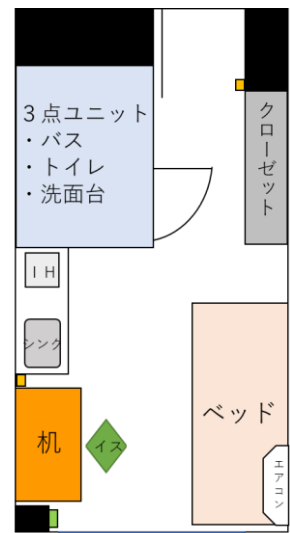 ３点ユニット
・バス
・トイレ
・洗面台
クローゼット
ＩＨ
シンク
ベッド
机
イス
エアコン